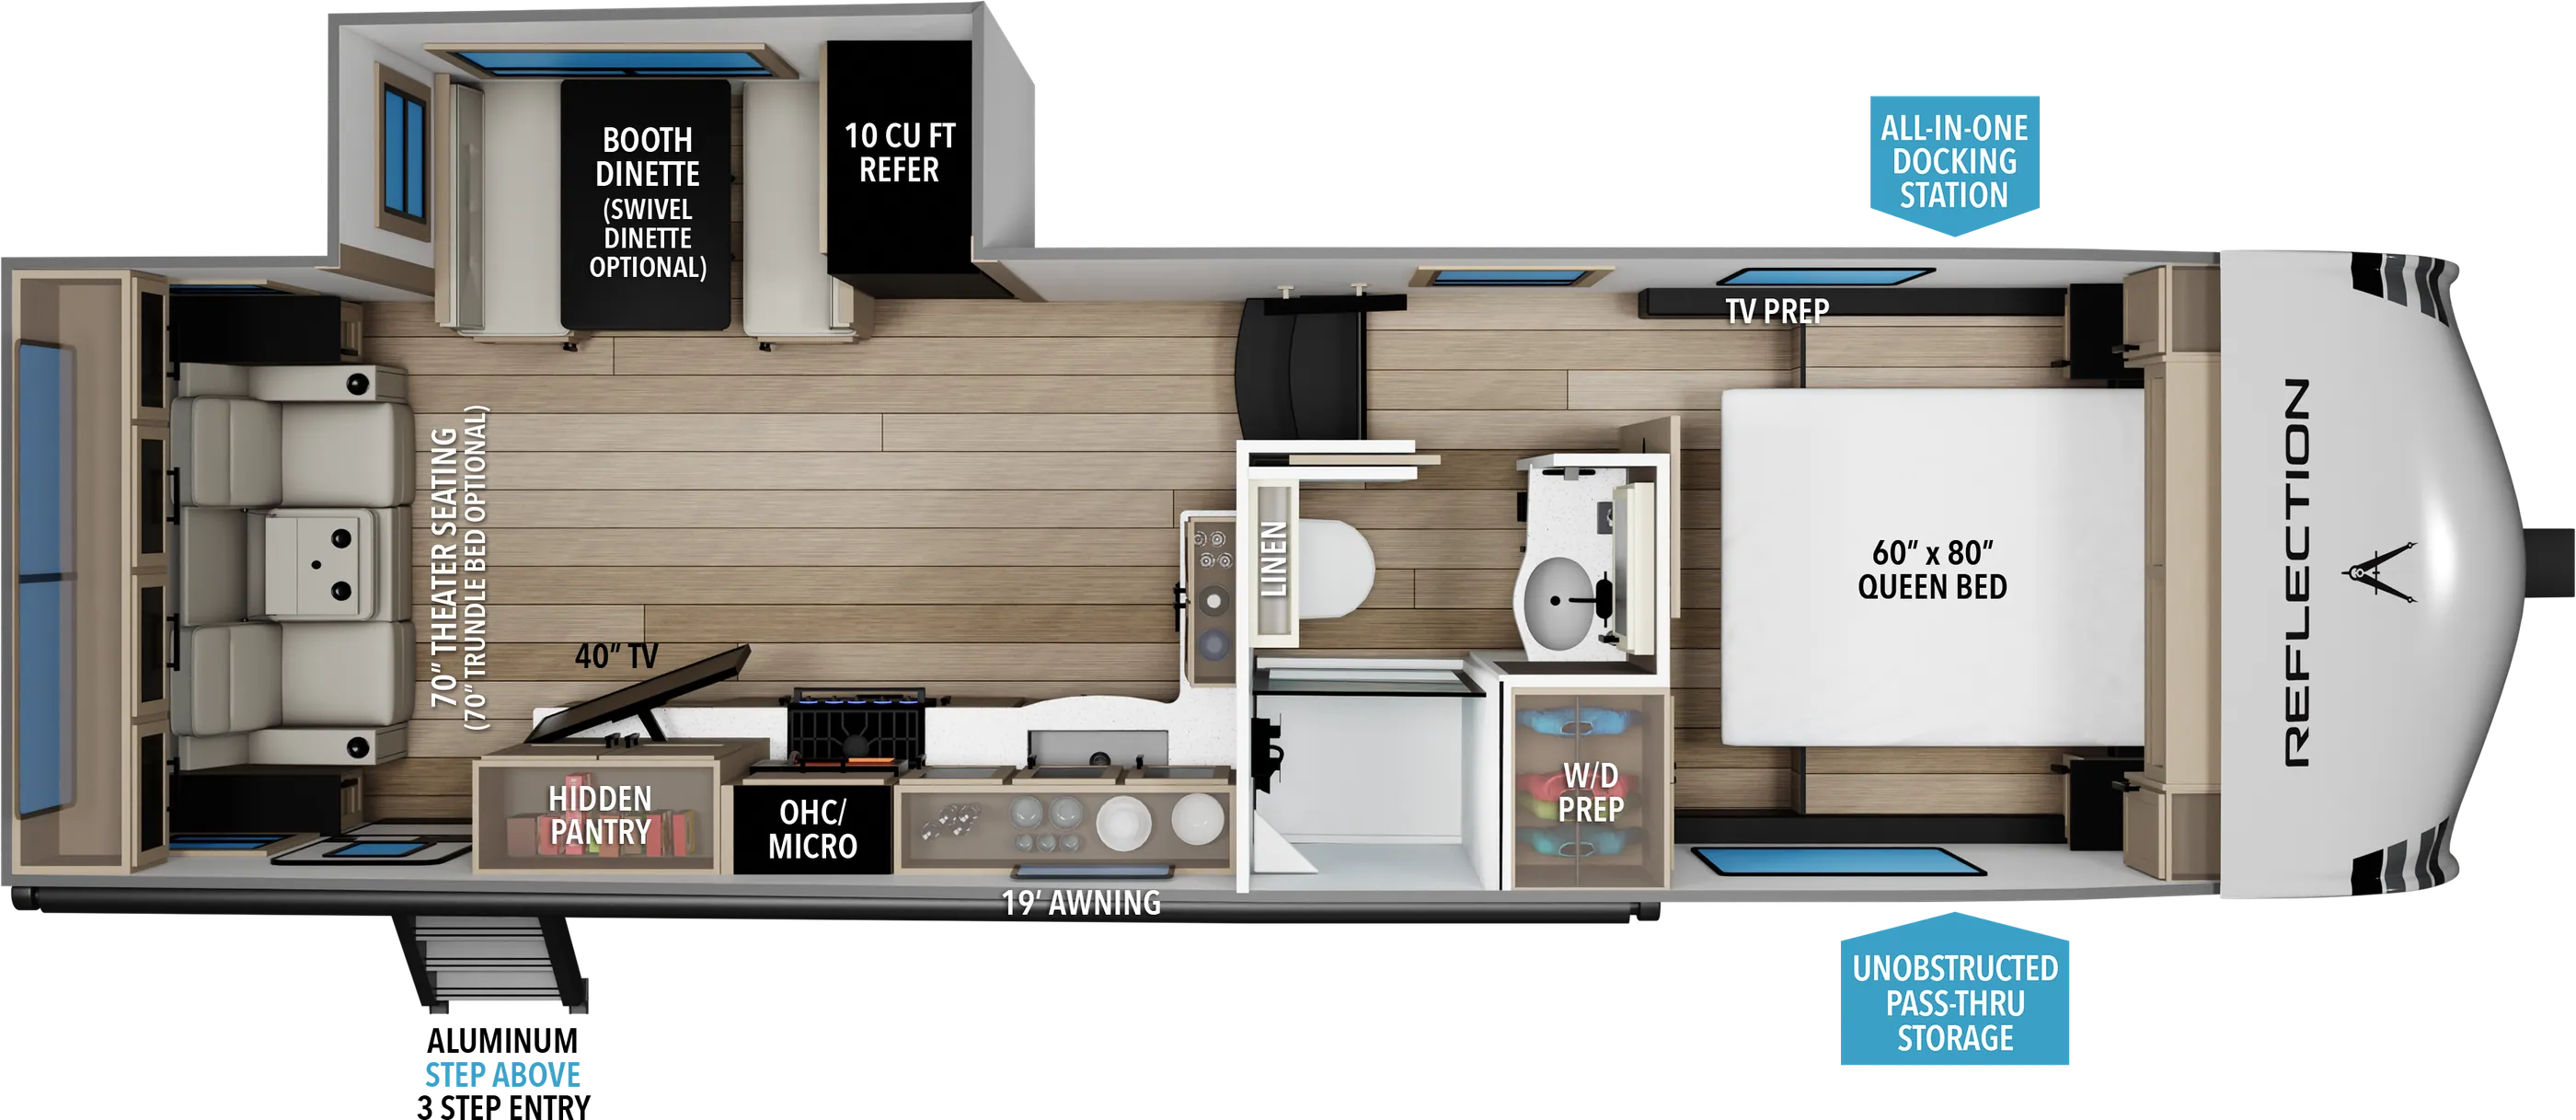 BOOTH
DINETTE
(SWIVEL
DINETTE
OPTIONAL)
10 CU FT
REFER
ALL-IN-ONE
DOCKING
STATION
TV PREP
70" THEATER SEATING
(70" TRUNDLE BED OPTIONAL)
40" TV
LINEN
60" x 80"
QUEEN BED
REFLECTION
HIDDEN
PANTRY
OHC/
MICRO
W/D
PREP
19' AWNING
UNOBSTRUCTED
PASS-THRU
STORAGE
ALUMINUM
STEP ABOVE
3 STEP ENTRY